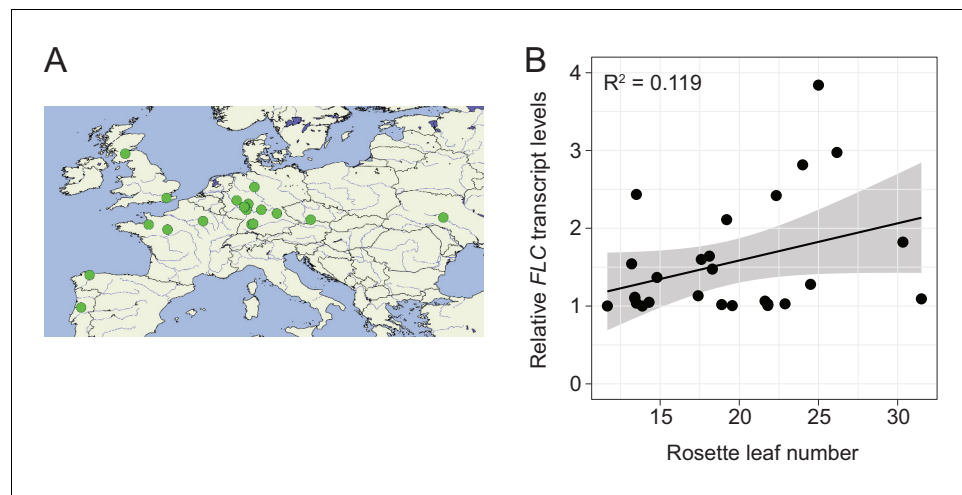 A
B
R² = 0.119
4
3
2
1
0
Relative FLC transcript levels
15 20 25 30
Rosette leaf number